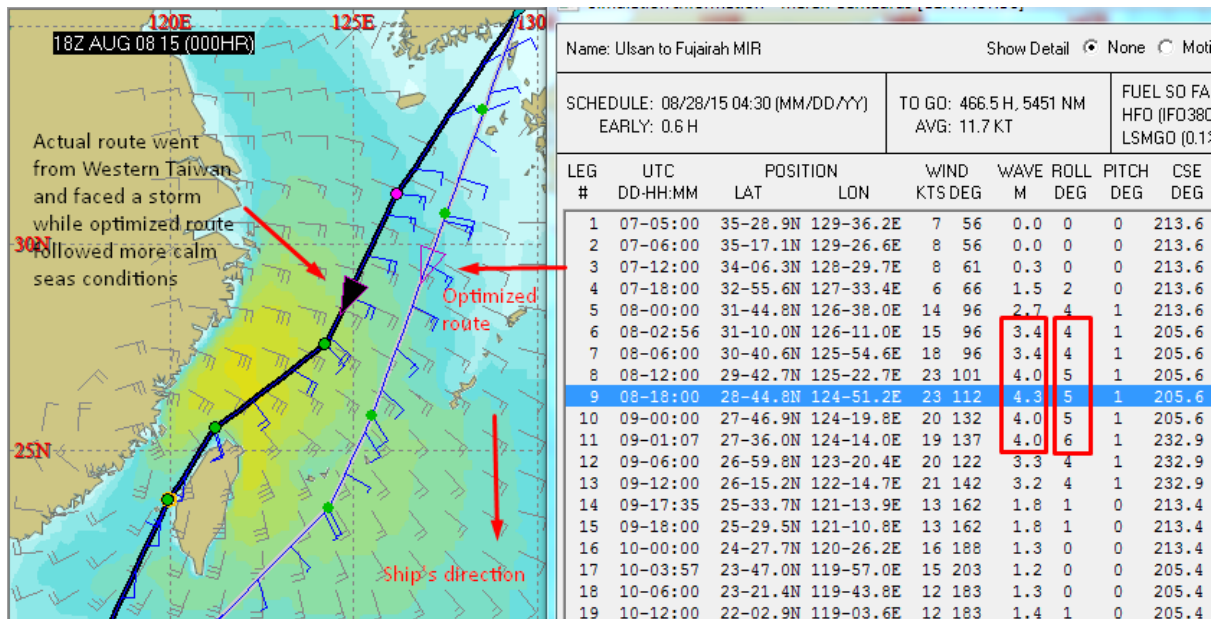 120E 125E 130
18Z AUG 08 15 (000HR)
Actual route went
from Western Taiwan
and faced a storm
while optimized route
followed more calm
seas conditions
30N
Optimized
route
25N
Ship's direction
Name: Ulsan to Fujairah MIR Show Detail None Moti
SCHEDULE: 08/28/15 04:30 (MM/DD/YY) TO GO: 466.5 H, 5451 NM FUEL SO FA
EARLY: 0.6 H AVG: 11.7 KT HFO (IFO380
LSMGO (0.1%
LEG UTC POSITION WIND WAVE ROLL PITCH CSE
# DD-HH:MM LAT LON KTS DEG M DEG DEG DEG
1 07-05:00 35-28.9N 129-36.2E 7 56 0.0 0 0 213.6
2 07-06:00 35-17.1N 129-26.6E 8 56 0.0 0 0 213.6
3 07-12:00 34-06.3N 128-29.7E 61 0.3 0 0 213.6
4 07-18:00 32-55.6N 127-33.4E 6 66 1.5 2 0 213.6
5 08-00:00 31-44.8N 126-38.0E 14 96 2.7 4 1 213.6
6 08-02:56 31-10.0N 126-11.0E 15 96 3.4 4 1 205.6
7 08-06:00 30-40.6N 125-54.6E 18 96 3.4 4 1 205.6
8 08-12:00 29-42.7N 125-22.7E 23 101 4.0 5 1 205.6
9 08-18:00 28-44.8N 124-51.2E 23 112 4.3 5 1 205.6
10 09-00:00 27-46.9N 124-19.8E 20 132 4.0 5 1 205.6
11 09-01:07 27-36.0N 124-14.0E 19 137 4.0 6 1 232.9
12 09-06:00 26-59.8N 123-20.4E 20 122 3.3 4 1 232.9
13 09-12:00 26-15.2N 122-14.7E 21 142 3.2 4 1 232.9
14 09-17:35 25-33.7N 121-13.9E 13 162 1.8 1 0 213.4
15 09-18:00 25-29.5N 121-10.8E 13 162 1.8 1 0 213.4
16 10-00:00 24-27.7N 120-26.2E 16 188 1.3 0 0 213.4
17 10-03:57 23-47.0N 119-57.0E 15 203 1.2 0 0 205.4
18 10-06:00 23-21.4N 119-43.8E 12 183 1.3 0 0 205.4
19 10-12:00 22-02.9N 119-03.6E 12 183 1.4 1 0 205.4